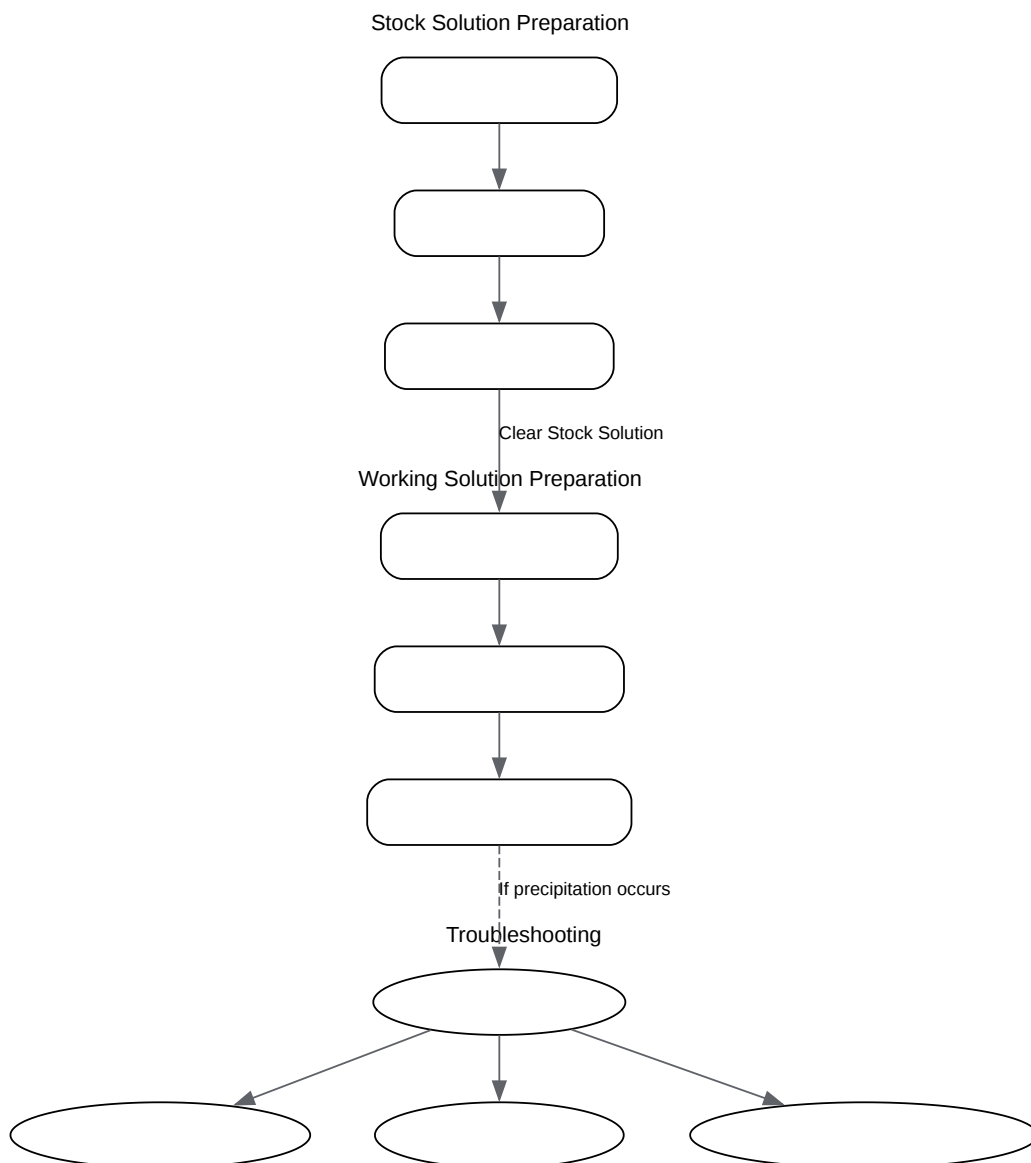 Stock Solution Preparation
Clear Stock Solution
Working Solution Preparation
If precipitation occurs
Troubleshooting